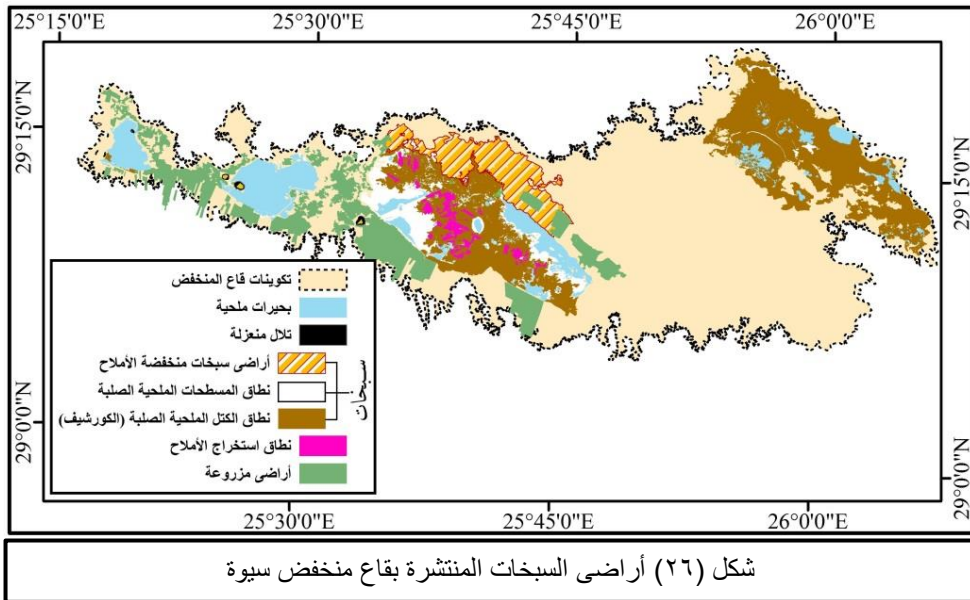 25°15'0"E 25°30'0"E 25°45'0"E 26°0'0"E
29°15'0"N
29°15'0"N
تكوينات قاع المنخفض
بحيرات ملحية
تلال منعزلة
أراضى سبخات منخفضة الأملاح
نطاق المسطحات الملحية الصلبة
نطاق الكتل الملحية الصلبة (الكورشيف)
سبخات
نطاق استخراج الأملاح
أراضى مزروعة
29°0'0"N
29°0'0"N
25°30'0"E 25°45'0"E 26°0'0"E
شكل (٢٦) أراضى السبخات المنتشرة بقاع منخفض سيوة